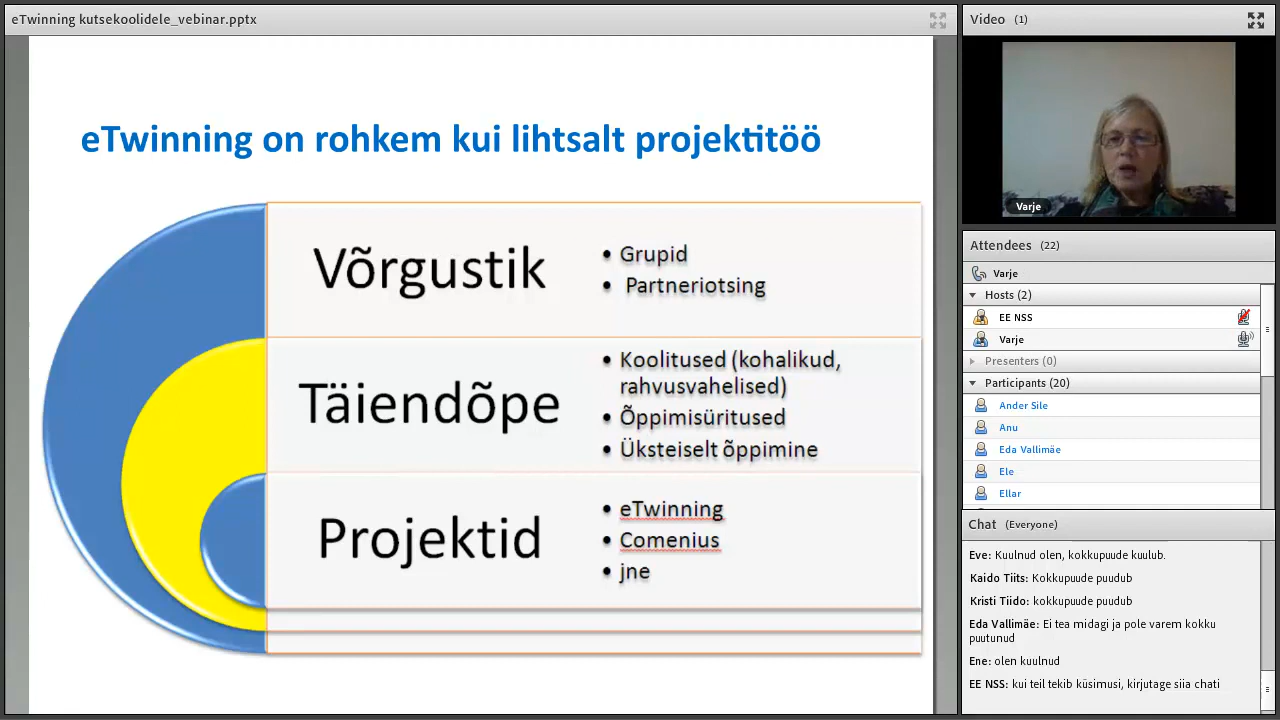 eTwinning kutsekoolidele_vebinar.pptx
eTwinning on rohkem kui lihtsalt projektitöö
Võrgustik
• Grupid
• Partneriotsing
Täiendõpe
• Koolitused (kohalikud,
rahvusvahelised)
• Õppimisüritused
• Üksteiselt õppimine
Projektid
• eTwinning
• Comenius
• jne
Video (1)
Varje
Attendees (22)
Varje
Hosts (2)
EE NSS
Varje
Presenters (0)
Participants (20)
Ander Sile
Anu
Eda Vallimäe
Ele
Ellar
Chat (Everyone)
Eve: Kuulnud olen, kokkupuude kuulub.
Kaido Tiits: Kokkupuude puudub
Kristi Tiido: kokkupuude puudub
Eda Vallimäe: Ei tea midagi ja pole varem kokku
puutunud
Ene: olen kuulnud
EE NSS: kui teil tekib küsimusi, kirjutage siia chati